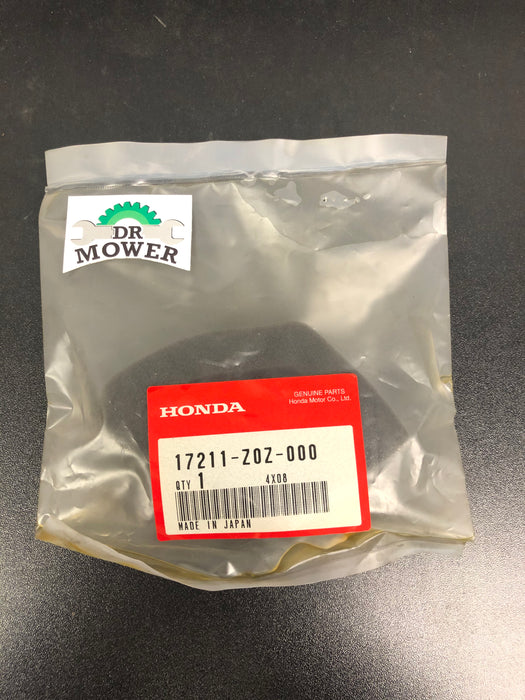 DR
MOWER
GENUINE PARTS
HONDA
Honda Motor Co., Ltd.
17211-Z0Z-000
QTY 1 4X08
MADE IN JAPAN